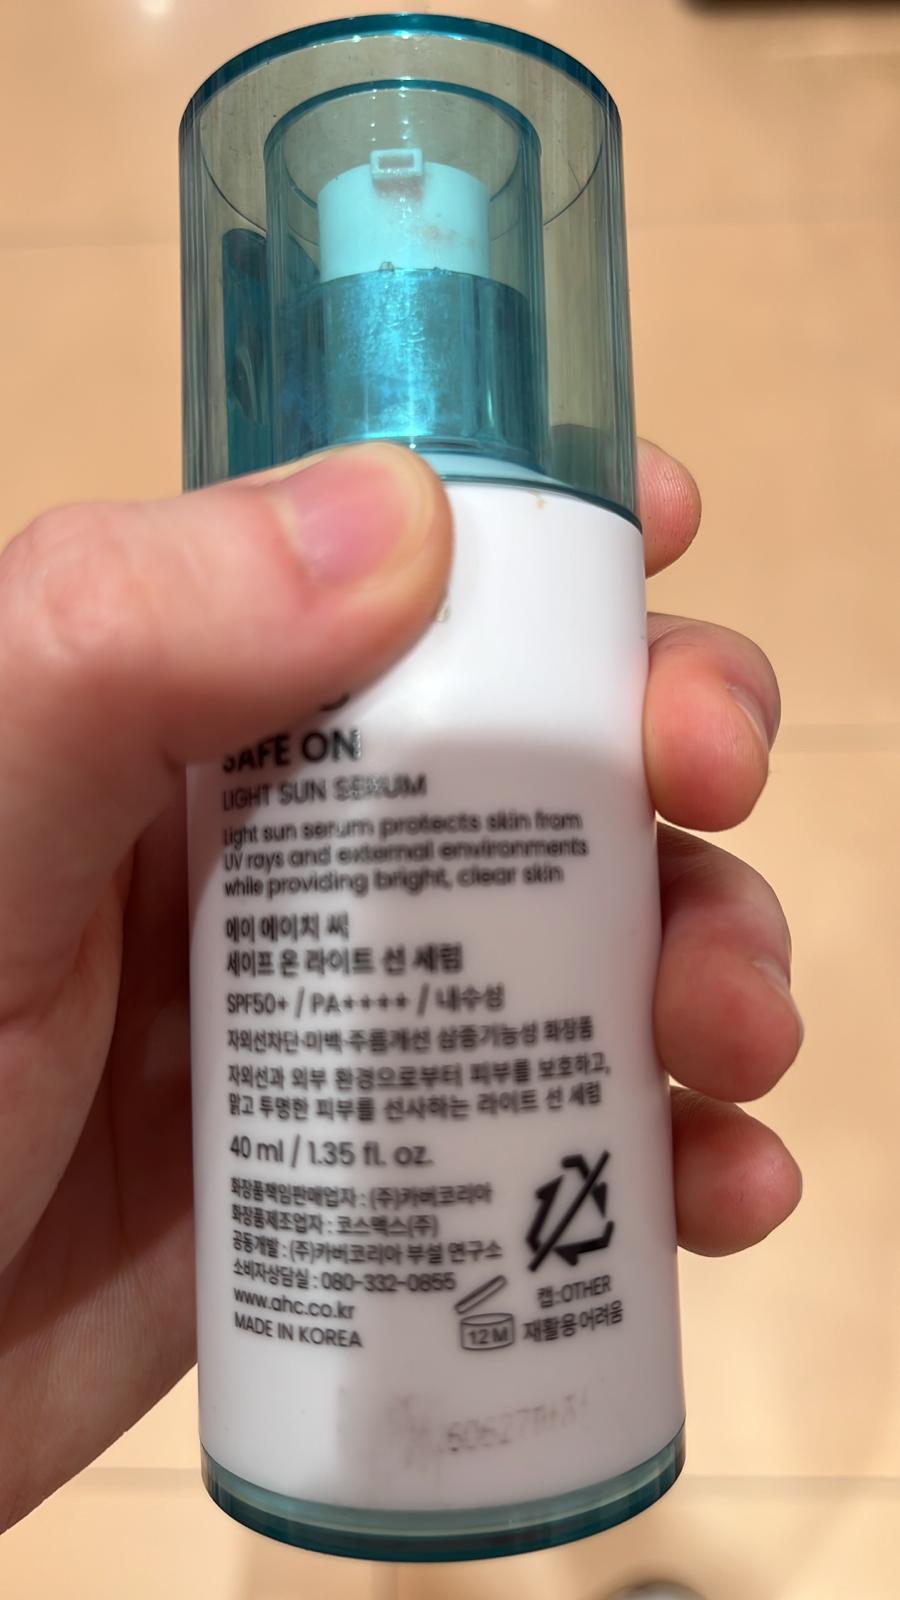 SAFE ON
LIGHT SUN SERUM
Light sun serum protects skin from
UV rays and external environments
while providing bright, clear skin
에이 에이치 씨
세이프 온 라이트 선 세럼
SPF50+ / PA++++ / 내수성
자외선차단·미백·주름개선 삼중기능성 화장품
자외선과 외부 환경으로부터 피부를 보호하고,
맑고 투명한 피부를 선사하는 라이트 선 세럼
40 ml / 1.35 fl. oz.
화장품책임판매업자 : (주)카버코리아
화장품제조업자 : 코스맥스(주)
공동개발 : (주)카버코리아 부설 연구소
소비자상담실 : 080-332-0855
www.ahc.co.kr
MADE IN KOREA
12 M
캡:OTHER
재활용 어려움